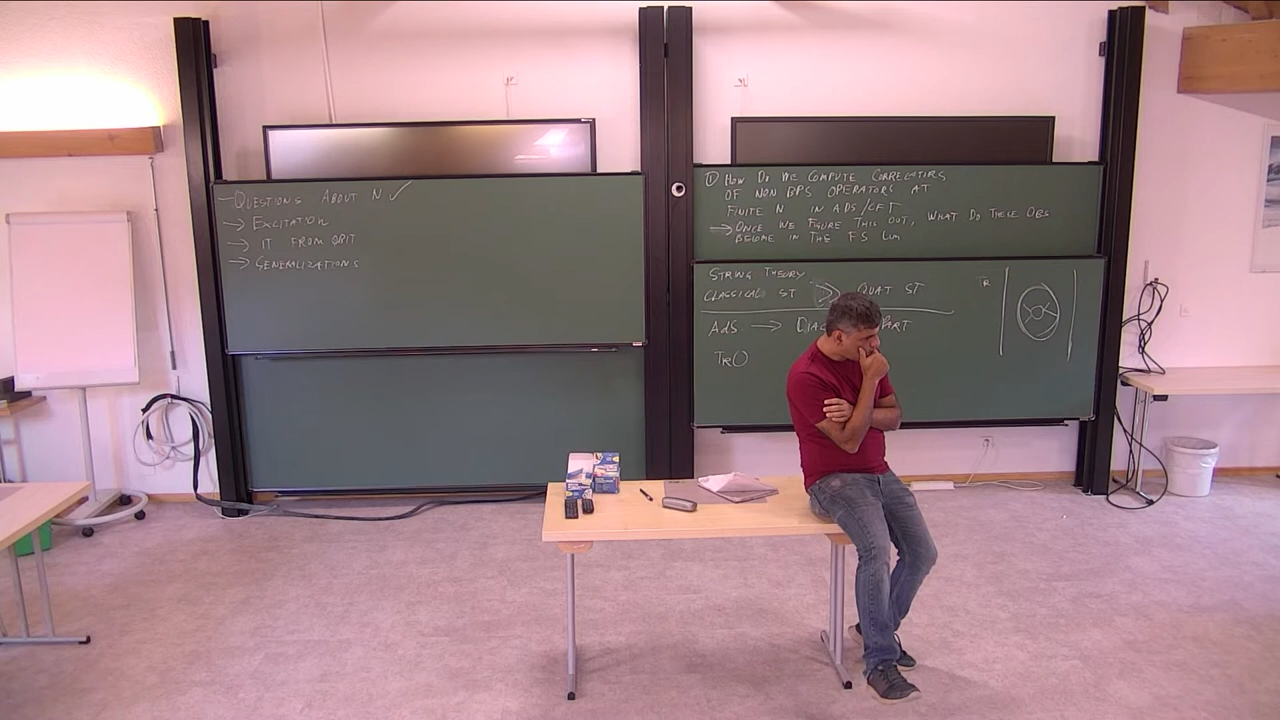 - QUESTIONS ABOUT N ✓
→ EXCITATION
→ IT FROM QBIT
→ GENERALIZATIONS
① HOW DO WE COMPUTE CORRELATORS
OF NON BPS OPERATORS AT
FINITE N IN ADS/CFT
→ ONCE WE FIGURE THIS OUT, WHAT DO THESE OBS
BECOME IN THE F S LIM
STRING THEORY
CLASSICAL ST → QUAT ST
AdS → PART
TR